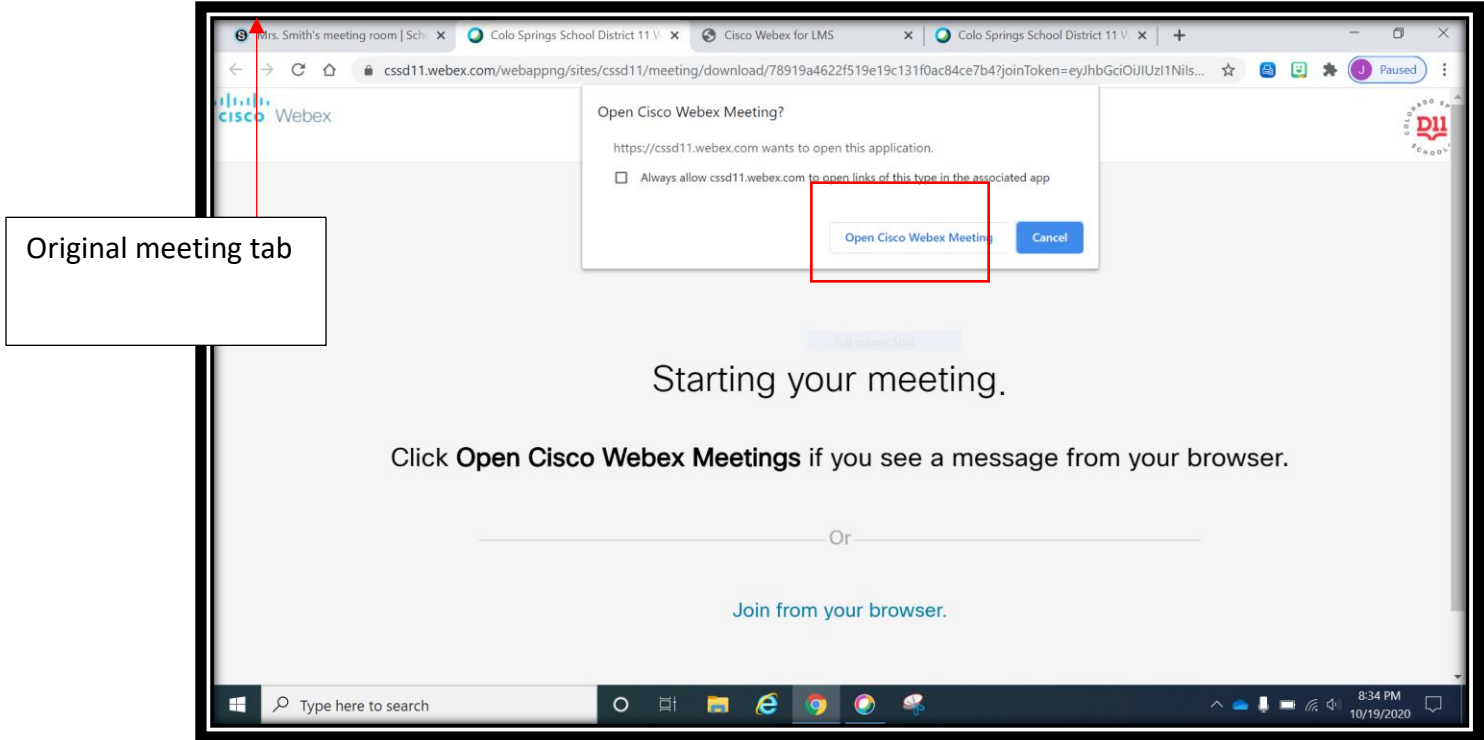 Mrs. Smith's meeting room | Sch
Colo Springs School District 11 W
Cisco Webex for LMS
Colo Springs School District 11 W
cssd11.webex.com/webappng/sites/cssd11/meeting/download/78919a4622f519e19c131f0ac84ce7b4?joinToken=eyJhbGciOiJIUzI1NiIs...
J Paused
CISCO Webex
Open Cisco Webex Meeting?
https://cssd11.webex.com wants to open this application.
Always allow cssd11.webex.com to open links of this type in the associated app
Open Cisco Webex Meeting
Cancel
D11
Original meeting tab
Full-screen Snip
Starting your meeting.
Click Open Cisco Webex Meetings if you see a message from your browser.
Or
Join from your browser.
Type here to search
8:34 PM
10/19/2020